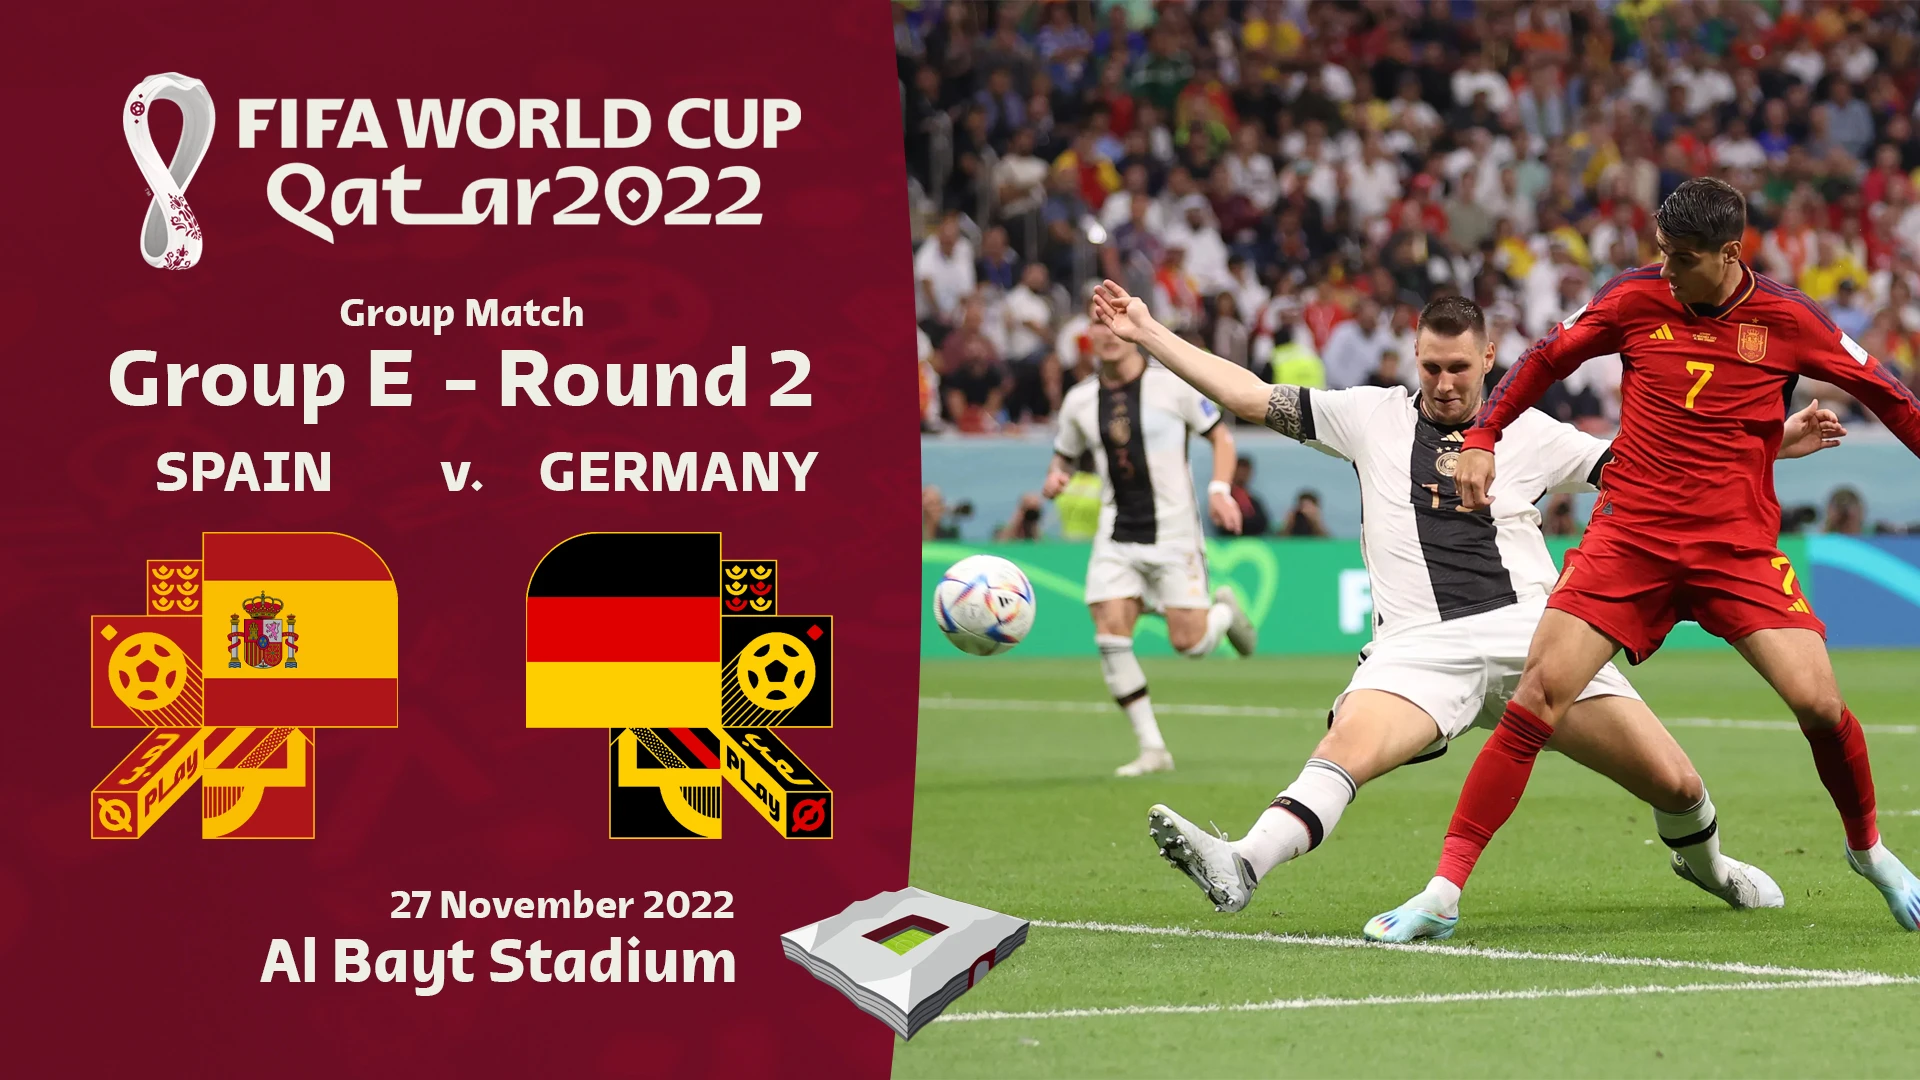 FIFA WORLD CUP
Qatar2022
Group Match
Group E - Round 2
SPAIN v. GERMANY
PLay
PLay
27 November 2022
Al Bayt Stadium
7
7